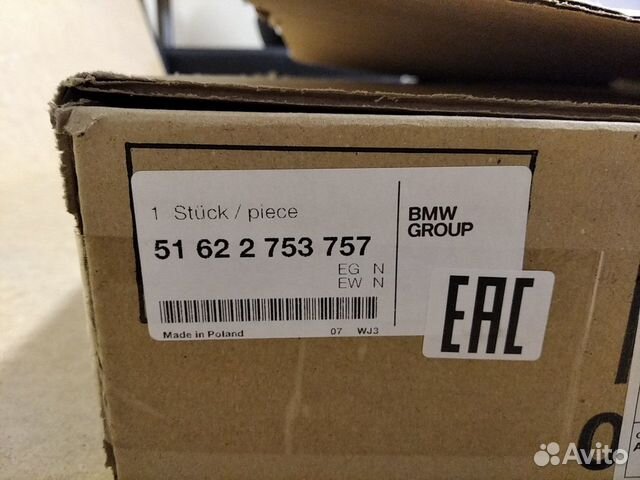 1 Stück / piece
51 62 2 753 757
EG N
EW N
Made in Poland 07 WJ3
BMW
GROUP
EAC
Avito